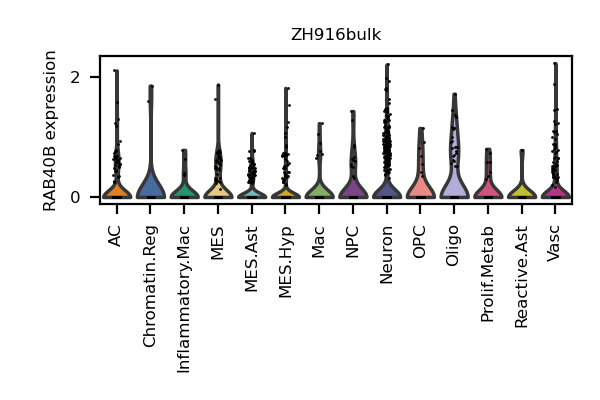 ZH916bulk
RAB40B expression
2
0
AC
Chromatin.Reg
Inflammatory.Mac
MES
MES.Ast
MES.Hyp
Mac
NPC
Neuron
OPC
Oligo
Prolif.Metab
Reactive.Ast
Vasc